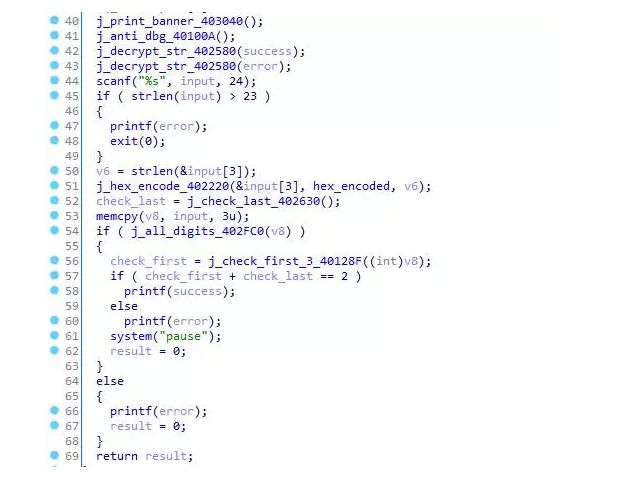 40 j_print_banner_403040();
41 j_anti_dbg_40100A();
42 j_decrypt_str_402580(success);
43 j_decrypt_str_402580(error);
44 scanf("%s", input, 24);
45 if ( strlen(input) > 23 )
46 {
47 printf(error);
48 exit(0);
49 }
50 v6 = strlen(&input[3]);
51 j_hex_encode_402220(&input[3], hex_encoded, v6);
52 check_last = j_check_last_402630();
53 memcpy(v8, input, 3u);
54 if ( j_all_digits_402FC0(v8) )
55 {
56 check_first = j_check_first_3_40128F((int)v8);
57 if ( check_first + check_last == 2 )
58 printf(success);
59 else
60 printf(error);
61 system("pause");
62 result = 0;
63 }
64 else
65 {
66 printf(error);
67 result = 0;
68 }
69 return result;